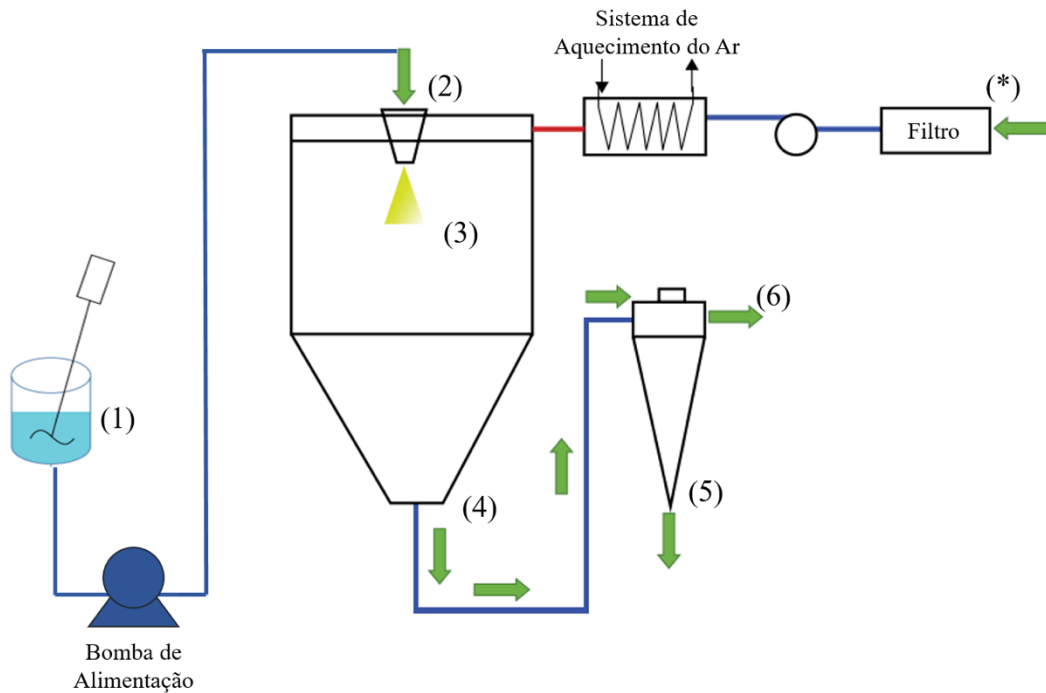 Sistema de
Aquecimento do Ar
(2)
(*)
Filtro
(3)
(6)
(1)
(4)
(5)
Bomba de
Alimentação